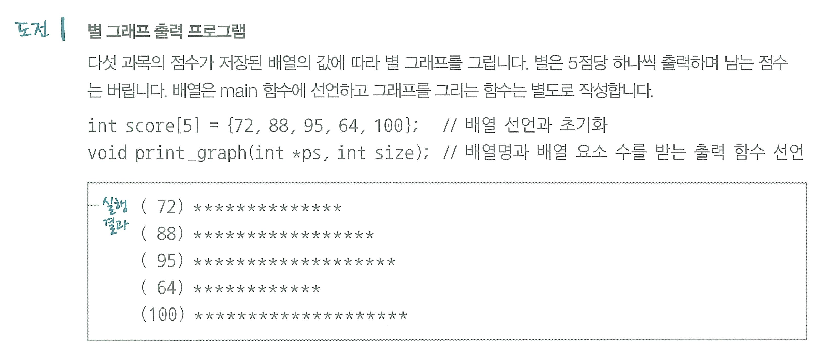 도전 1 별 그래프 출력 프로그램
다섯 과목의 점수가 저장된 배열의 값에 따라 별 그래프를 그립니다. 별은 5점당 하나씩 출력하며 남는 점수
는 버립니다. 배열은 main 함수에 선언하고 그래프를 그리는 함수는 별도로 작성합니다.
int score[5] = {72, 88, 95, 64, 100}; // 배열 선언과 초기화
void print_graph(int *ps, int size); // 배열명과 배열 요소 수를 받는 출력 함수 선언
실행
결과
( 72) **************
( 88) *****************
( 95) *******************
( 64) ************
(100) ********************